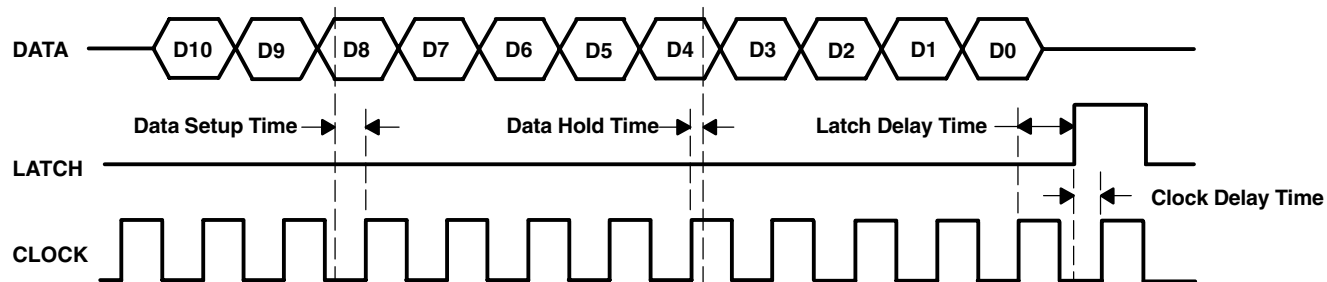 DATA D10 D9 D8 D7 D6 D5 D4 D3 D2 D1 D0
Data Setup Time Data Hold Time Latch Delay Time
LATCH
Clock Delay Time
CLOCK